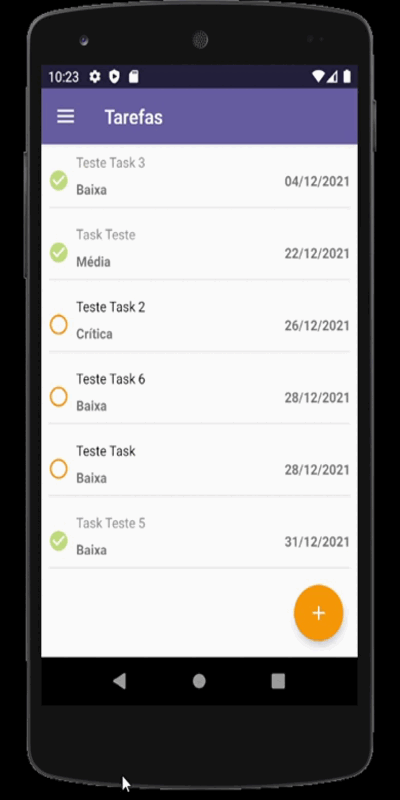 10:23
Tarefas
Teste Task 3
Baixa
04/12/2021
Task Teste
Média
22/12/2021
Teste Task 2
Crítica
26/12/2021
Teste Task 6
Baixa
28/12/2021
Teste Task
Baixa
28/12/2021
Task Teste 5
Baixa
31/12/2021
+